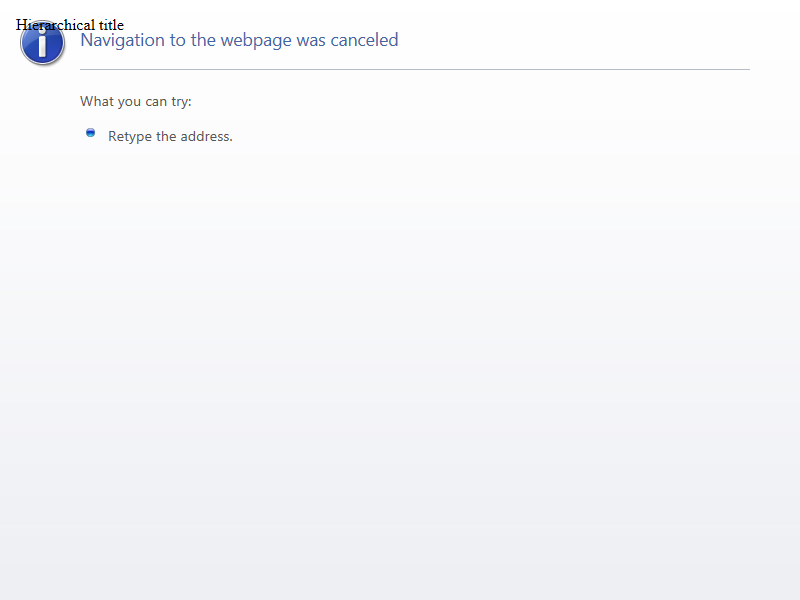 Hierarchical title
Navigation to the webpage was canceled
What you can try:
Retype the address.